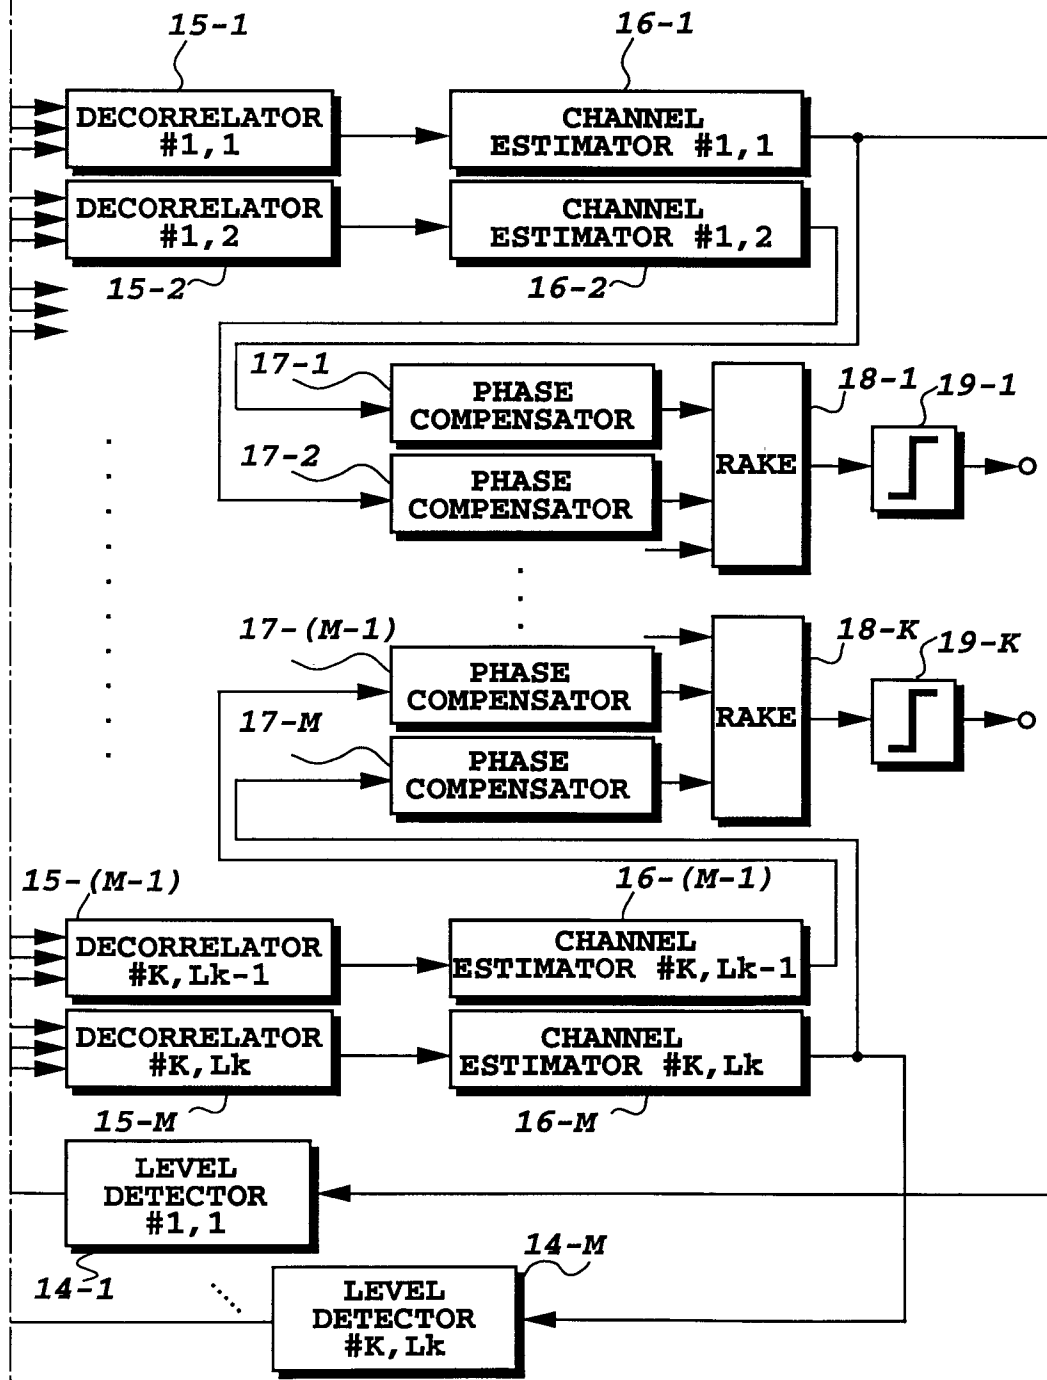 15-1
16-1
DECORRELATOR
#1,1
CHANNEL
ESTIMATOR #1,1
DECORRELATOR
#1,2
CHANNEL
ESTIMATOR #1,2
15-2
16-2
17-1
PHASE
COMPENSATOR
18-1
19-1
17-2
PHASE
COMPENSATOR
RAKE
17-(M-1)
PHASE
COMPENSATOR
18-K
19-K
17-M
PHASE
COMPENSATOR
RAKE
15-(M-1)
16-(M-1)
DECORRELATOR
#K,Lk-1
CHANNEL
ESTIMATOR #K,Lk-1
DECORRELATOR
#K,Lk
CHANNEL
ESTIMATOR #K,Lk
15-M
16-M
LEVEL
DETECTOR
#1,1
14-1
14-M
LEVEL
DETECTOR
#K,Lk